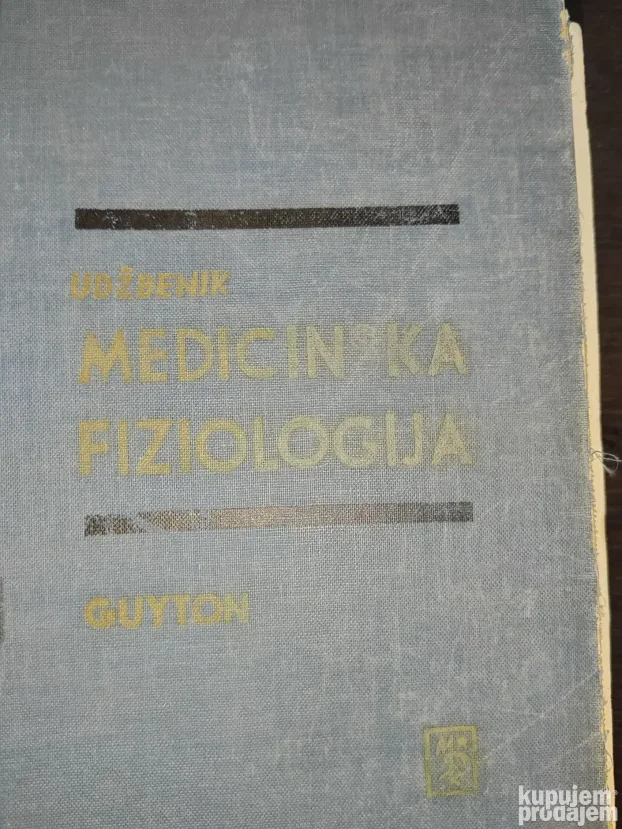 UDŽBENIK
MEDICINSKA
FIZIOLOGIJA
GUYTON
kupujem
prodajem